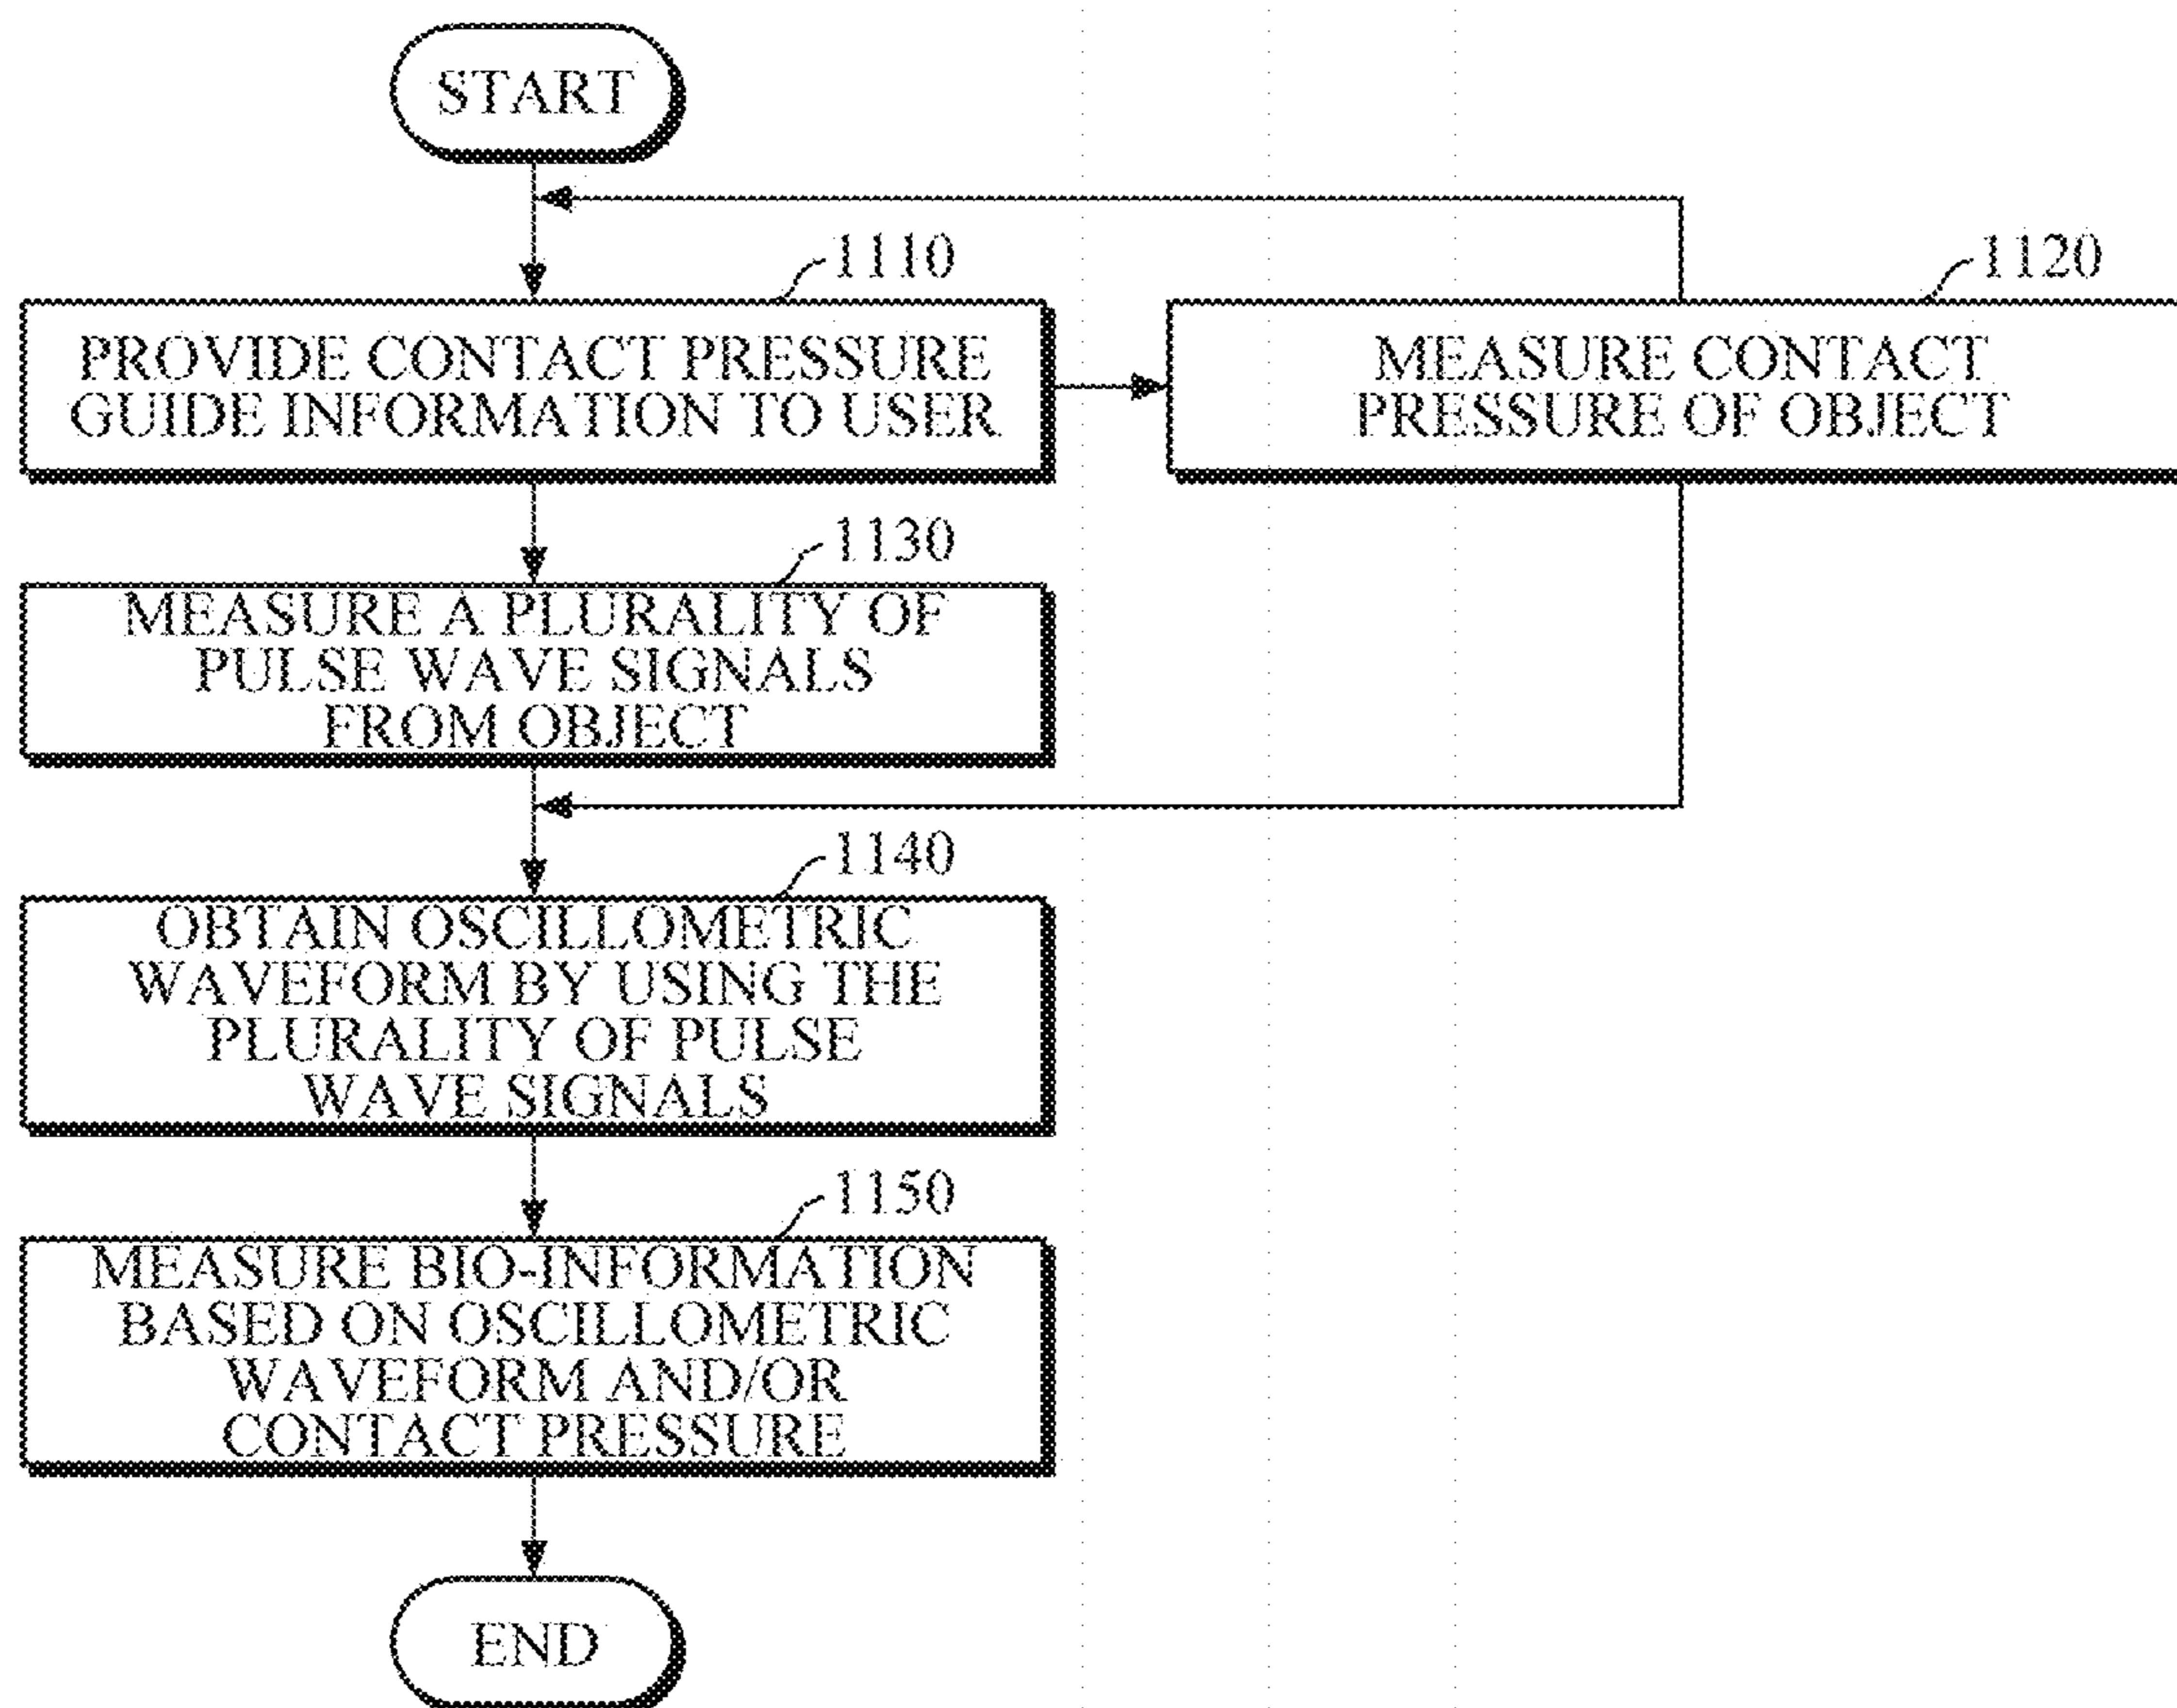 START
1110
PROVIDE CONTACT PRESSURE
GUIDE INFORMATION TO USER
1120
MEASURE CONTACT
PRESSURE OF OBJECT
1130
MEASURE A PLURALITY OF
PULSE WAVE SIGNALS
FROM OBJECT
1140
OBTAIN OSCILLOMETRIC
WAVEFORM BY USING THE
PLURALITY OF PULSE
WAVE SIGNALS
1150
MEASURE BIO-INFORMATION
BASED ON OSCILLOMETRIC
WAVEFORM AND/OR
CONTACT PRESSURE
END